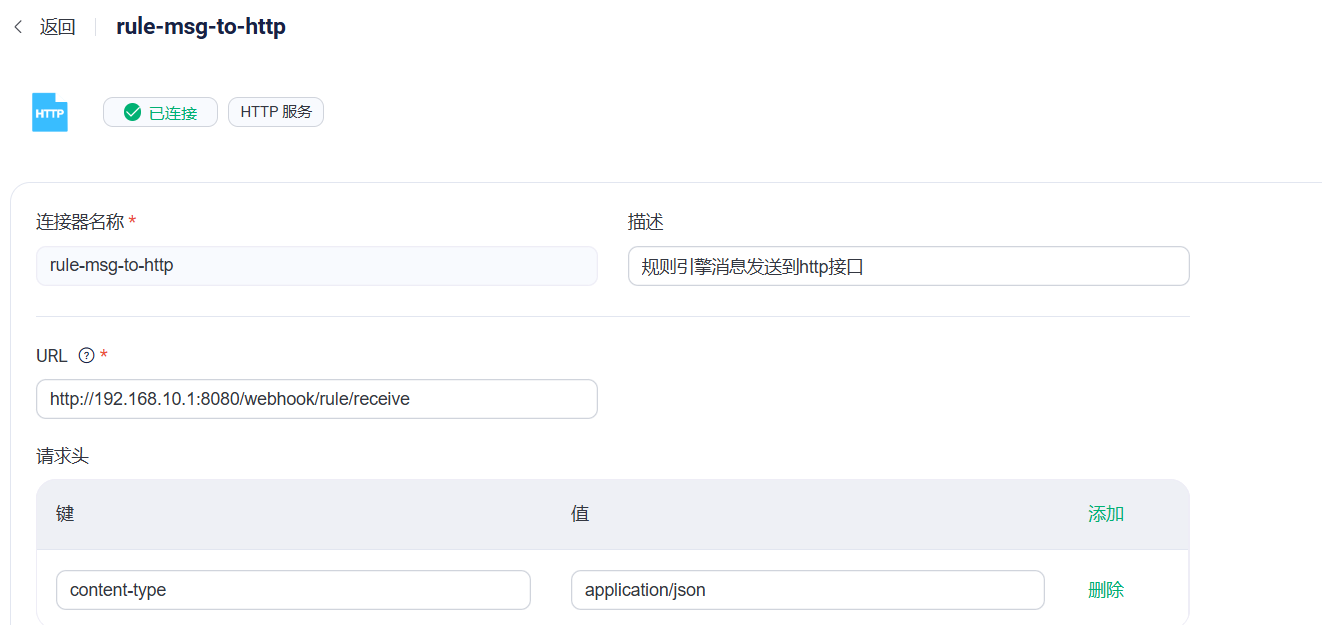 返回 rule-msg-to-http
HTTP 已连接 HTTP 服务
连接器名称 * 描述
rule-msg-to-http 规则引擎消息发送到http接口
URL ? *
http://192.168.10.1:8080/webhook/rule/receive
请求头
键 值 添加
content-type application/json 删除